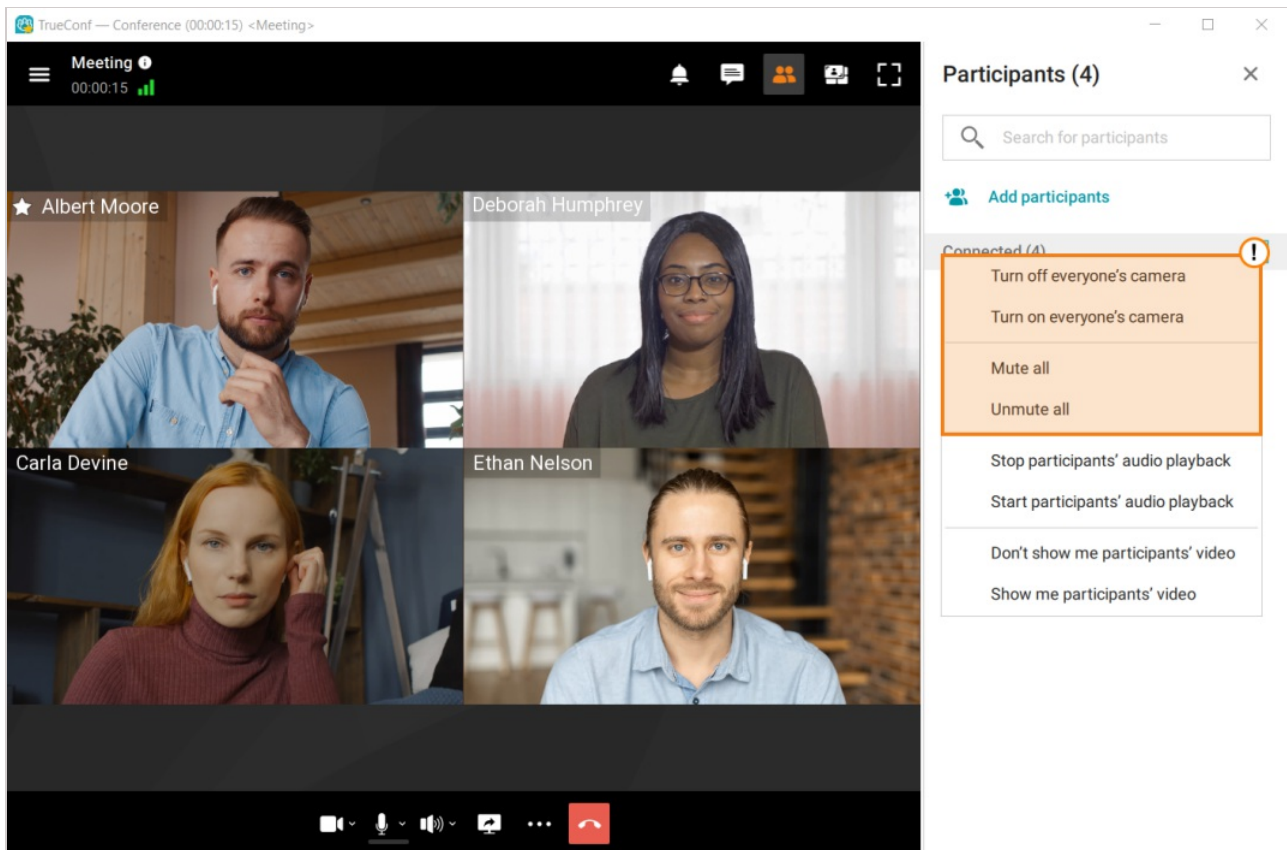 TrueConf — Conference (00:00:15) <Meeting>
Meeting
00:00:15
Participants (4)
Search for participants
Add participants
Connected (4)
Albert Moore
Deborah Humphrey
Carla Devine
Ethan Nelson
Turn off everyone's camera
Turn on everyone's camera
Mute all
Unmute all
Stop participants' audio playback
Start participants' audio playback
Don't show me participants' video
Show me participants' video